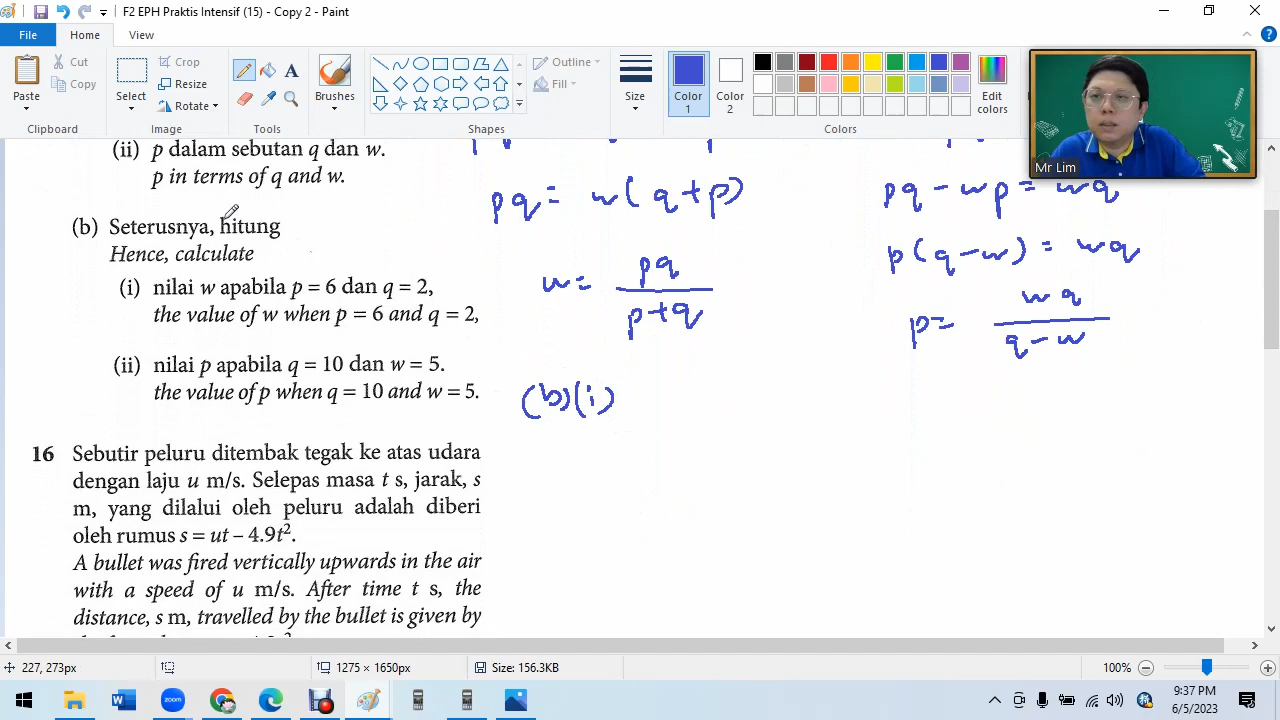 F2 EPH Praktis Intensif (15) - Copy 2 - Paint
File Home View
Paste
Cut
Copy
Clipboard
Select
Crop
Resize
Rotate
Image
Tools
Brushes
Outline
Fill
Shapes
Size
Color 1
Color 2
Edit colors
Colors
Mr Lim
(ii) p dalam sebutan q dan w.
p in terms of q and w.
(b) Seterusnya, hitung
Hence, calculate
(i) nilai w apabila p = 6 dan q = 2,
the value of w when p = 6 and q = 2,
(ii) nilai p apabila q = 10 dan w = 5.
the value of p when q = 10 and w = 5.
16 Sebutir peluru ditembak tegak ke atas udara
dengan laju u m/s. Selepas masa t s, jarak, s
m, yang dilalui oleh peluru adalah diberi
oleh rumus s = ut – 4.9t².
A bullet was fired vertically upwards in the air
with a speed of u m/s. After time t s, the
distance, s m, travelled by the bullet is given by
pq = w(q+p)
w = pq
p+q
(b)(i)
pq - wp = wq
p(q-w) = wq
p = wq
q-w
227, 273px
1275 × 1650px
Size: 156.3KB
100%
zoom
9:37 PM
6/5/2023